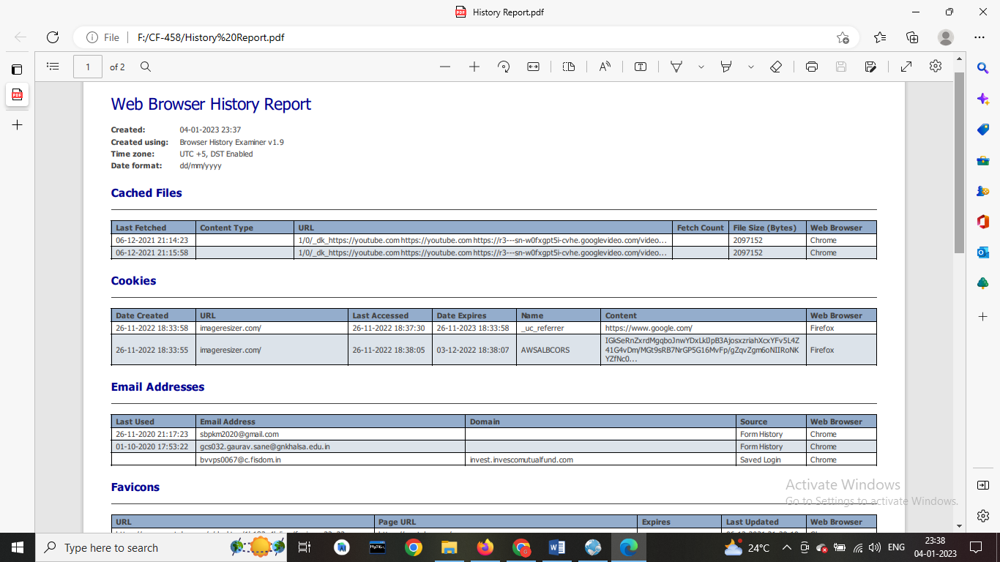 History Report.pdf
File F:/CF-458/History%20Report.pdf
1 of 2
Web Browser History Report
Created: 04-01-2023 23:37
Created using: Browser History Examiner v1.9
Time zone: UTC +5, DST Enabled
Date format: dd/mm/yyyy
Cached Files
Last Fetched Content Type URL Fetch Count File Size (Bytes) Web Browser
06-12-2021 21:14:23 1/0/_dk_https://youtube.com https://youtube.com https://r3---sn-w0fxgpt5i-cvhe.googlevideo.com/video... 2097152 Chrome
06-12-2021 21:15:58 1/0/_dk_https://youtube.com https://youtube.com https://r3---sn-w0fxgpt5i-cvhe.googlevideo.com/video... 2097152 Chrome
Cookies
Date Created URL Last Accessed Date Expires Name Content Web Browser
26-11-2022 18:33:58 imageresizer.com/ 26-11-2022 18:37:30 26-11-2023 18:33:58 _uc_referrer https://www.google.com/ Firefox
26-11-2022 18:33:55 imageresizer.com/ 26-11-2022 18:38:05 03-12-2022 18:38:07 AWSALBCORS
Firefox
Email Addresses
Last Used Email Address Domain Source Web Browser
26-11-2020 21:17:23 sbpkm2020@gmail.com Form History Chrome
01-10-2020 17:53:22 gcs032.gaurav.sane@gnkhalsa.edu.in Form History Chrome
bvvps0067@c.fisdom.in invest.invescomutualfund.com Saved Login Chrome
Favicons
URL Page URL Expires Last Updated Web Browser
Activate Windows
Go to Settings to activate Windows.
Type here to search
24°C ENG 23:38
04-01-2023